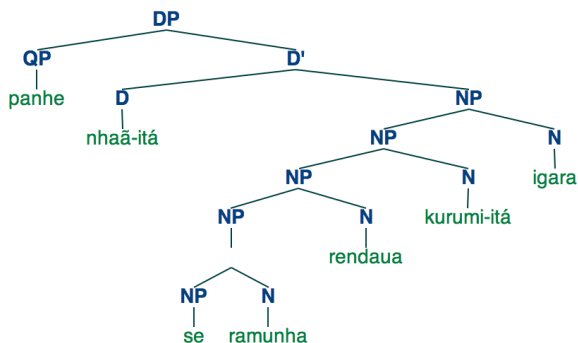 DP
QP D'
panhe D NP
nhaã-itá NP N
NP N igara
NP N kurumi-itá
rendaua
NP N
se ramunha